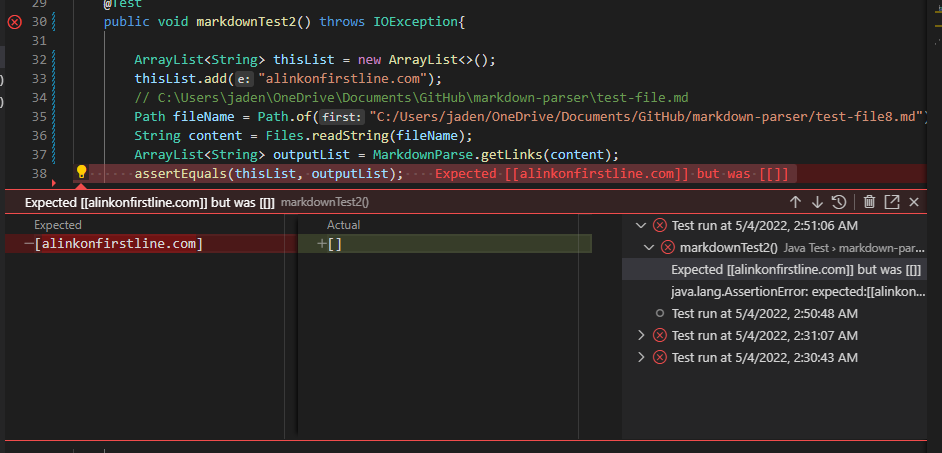 29 @Test
30 public void markdownTest2() throws IOException{
31
32 ArrayList<String> thisList = new ArrayList<>();
33 thisList.add(e: "alinkonfirstline.com");
34 // C:\Users\jaden\OneDrive\Documents\GitHub\markdown-parser\test-file.md
35 Path fileName = Path.of(first: "C:/Users/jaden/OneDrive/Documents/GitHub/markdown-parser/test-file8.md")
36 String content = Files.readString(fileName);
37 ArrayList<String> outputList = MarkdownParse.getLinks(content);
38 assertEquals(thisList, outputList); Expected [[alinkonfirstline.com]] but was [[]]
Expected [[alinkonfirstline.com]] but was [[]] markdownTest2()
Expected
−[alinkonfirstline.com]
Actual
+[]
Test run at 5/4/2022, 2:51:06 AM
markdownTest2() Java Test › markdown-par...
Expected [[alinkonfirstline.com]] but was [[]]
java.lang.AssertionError: expected:[[alinkon...
Test run at 5/4/2022, 2:50:48 AM
Test run at 5/4/2022, 2:31:07 AM
Test run at 5/4/2022, 2:30:43 AM